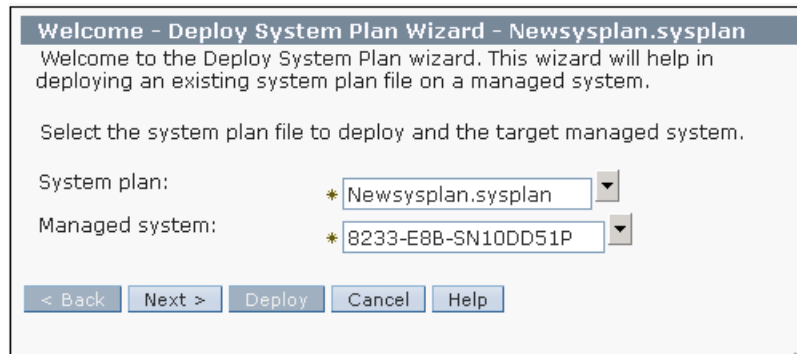 Welcome - Deploy System Plan Wizard - Newsysplan.sysplan
Welcome to the Deploy System Plan wizard. This wizard will help in
deploying an existing system plan file on a managed system.
Select the system plan file to deploy and the target managed system.
System plan: * Newsysplan.sysplan
Managed system: * 8233-E8B-SN10DD51P
< Back Next > Deploy Cancel Help